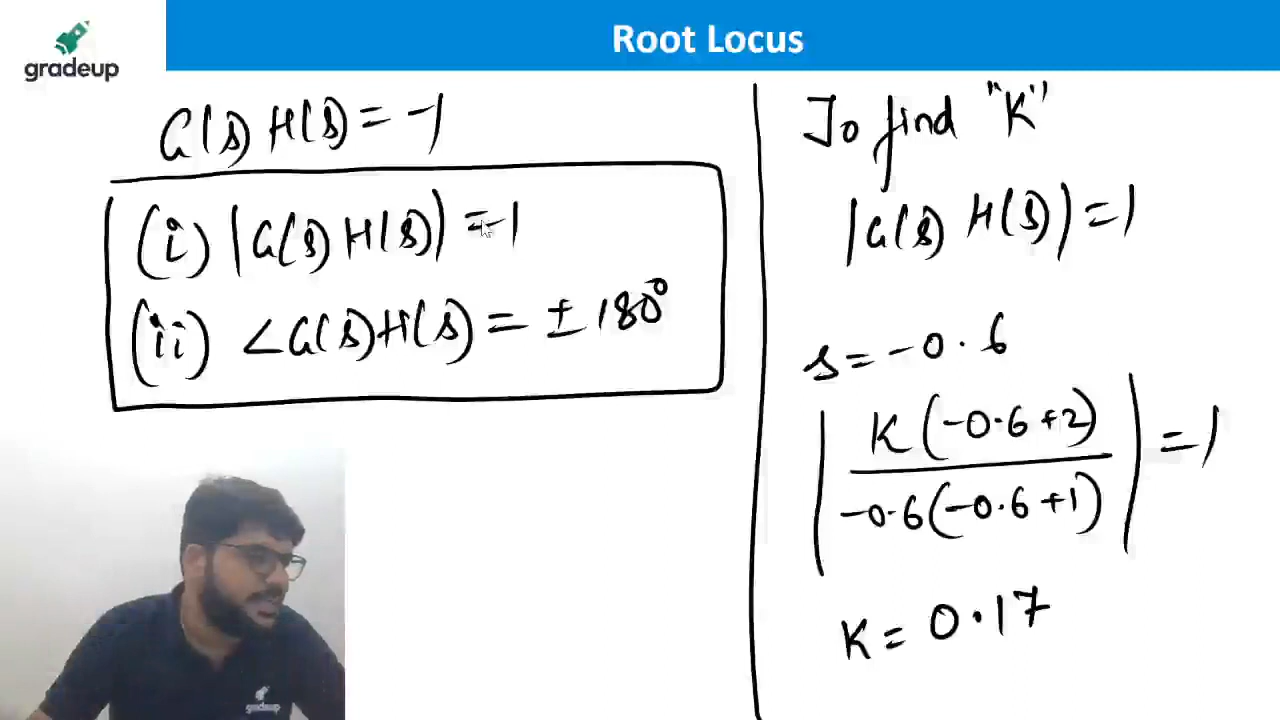 gradeup
Root Locus
G(s) H(s) = -1
(i) |G(s) H(s)| = -1
(ii) ∠G(s)H(s) = ± 180°
To find "K"
|G(s) H(s)| = 1
s = -0.6
| K(-0.6+2) / -0.6(-0.6+1) | = 1
K = 0.17
gradeup